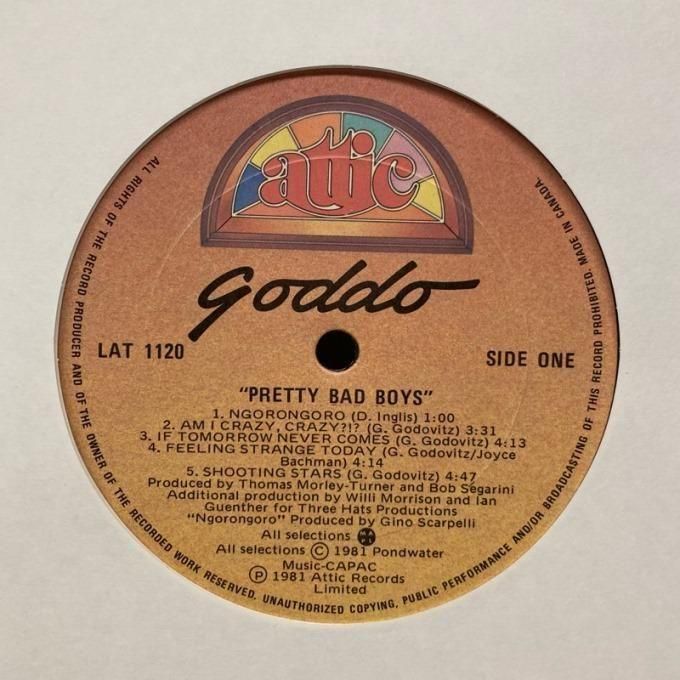 attic
goddo
LAT 1120
SIDE ONE
"PRETTY BAD BOYS"
1. NGORONGORO (D. Inglis) 1:00
2. AM I CRAZY, CRAZY?!? (G. Godovitz) 3:31
3. IF TOMORROW NEVER COMES (G. Godovitz) 4:13
4. FEELING STRANGE TODAY (G. Godovitz/Joyce
Bachman) 4:14
5. SHOOTING STARS (G. Godovitz) 4:47
Produced by Thomas Morley-Turner and Bob Segarini
Additional production by Willi Morrison and Ian
Guenther for Three Hats Productions
"Ngorongoro" Produced by Gino Scarpelli
All selections
All selections © 1981 Pondwater
Music-CAPAC
℗ 1981 Attic Records
Limited
ALL RIGHTS OF THE RECORD PRODUCER AND OF THE OWNER OF THE RECORDED WORK RESERVED. UNAUTHORIZED COPYING, PUBLIC PERFORMANCE AND/OR BROADCASTING OF THIS RECORD PROHIBITED. MADE IN CANADA.